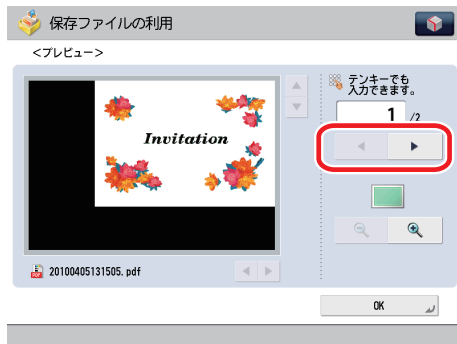 保存ファイルの利用
<プレビュー>
テンキーでも
入力できます。
1 /2
Invitation
20100405131505. pdf
OK